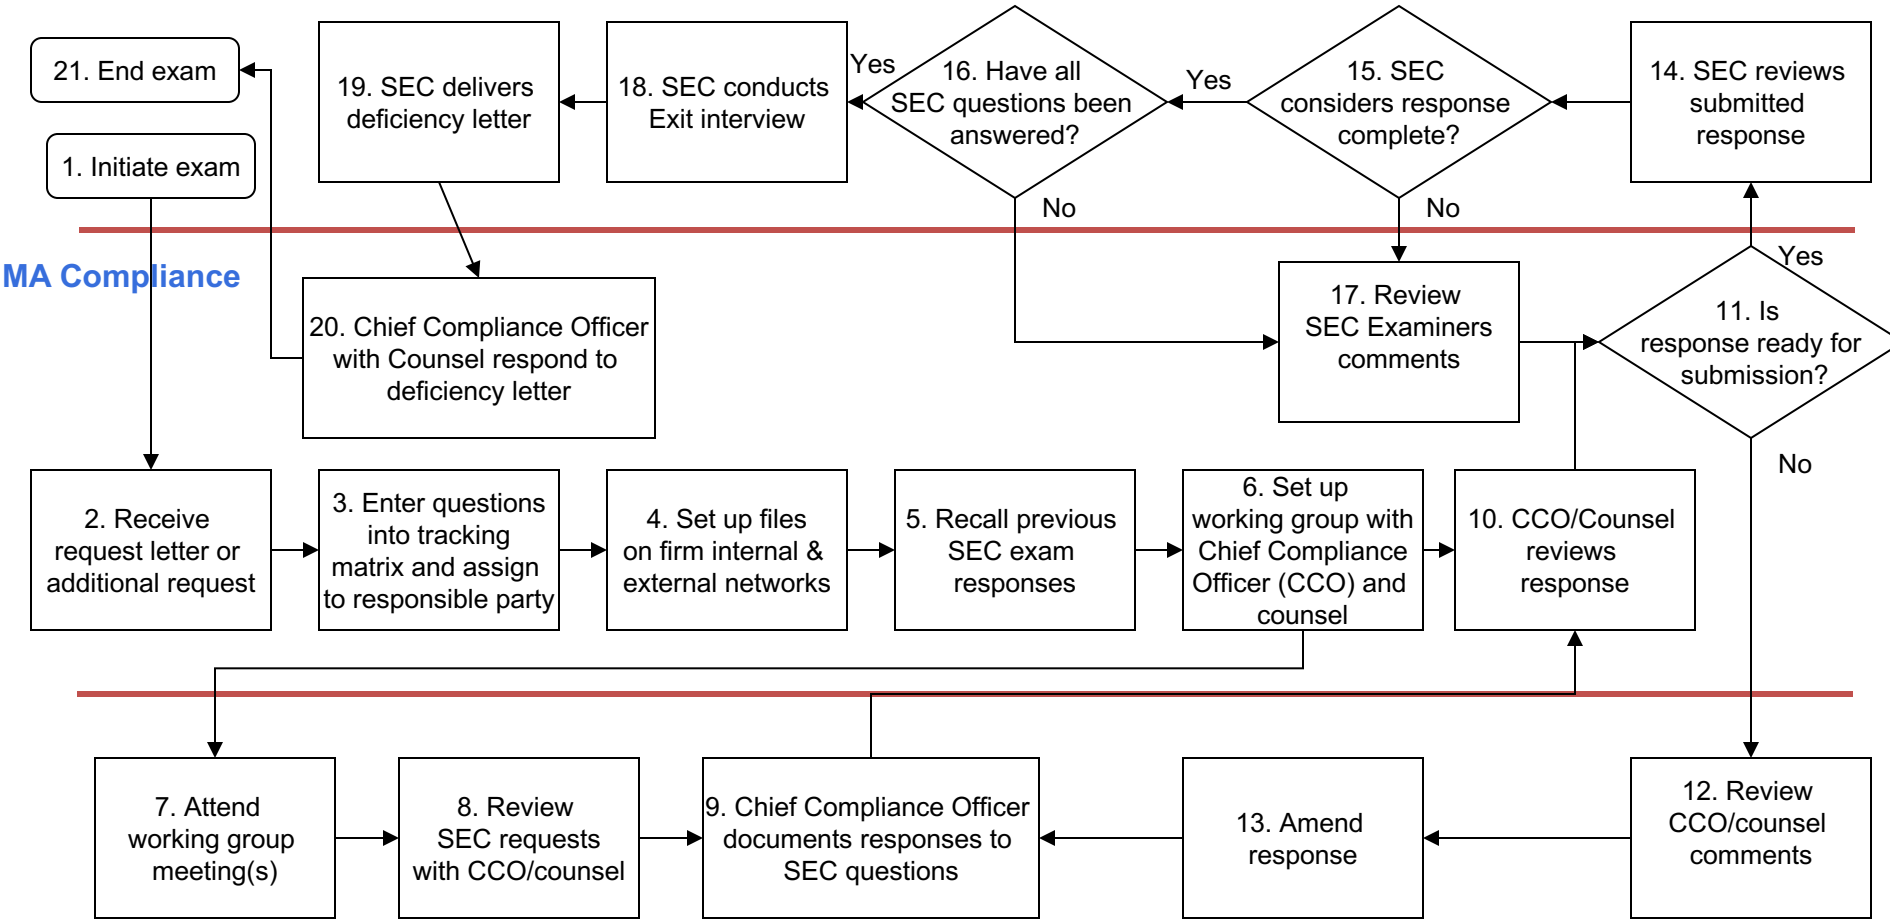 21. End exam
1. Initiate exam
19. SEC delivers
deficiency letter
18. SEC conducts
Exit interview
Yes
16. Have all
SEC questions been
answered?
No
Yes
15. SEC
considers response
complete?
No
14. SEC reviews
submitted
response
MA Compliance
20. Chief Compliance Officer
with Counsel respond to
deficiency letter
17. Review
SEC Examiners
comments
Yes
11. Is
response ready for
submission?
No
2. Receive
request letter or
additional request
3. Enter questions
into tracking
matrix and assign
to responsible party
4. Set up files
on firm internal &
external networks
5. Recall previous
SEC exam
responses
6. Set up
working group with
Chief Compliance
Officer (CCO) and
counsel
10. CCO/Counsel
reviews
response
7. Attend
working group
meeting(s)
8. Review
SEC requests
with CCO/counsel
9. Chief Compliance Officer
documents responses to
SEC questions
13. Amend
response
12. Review
CCO/counsel
comments